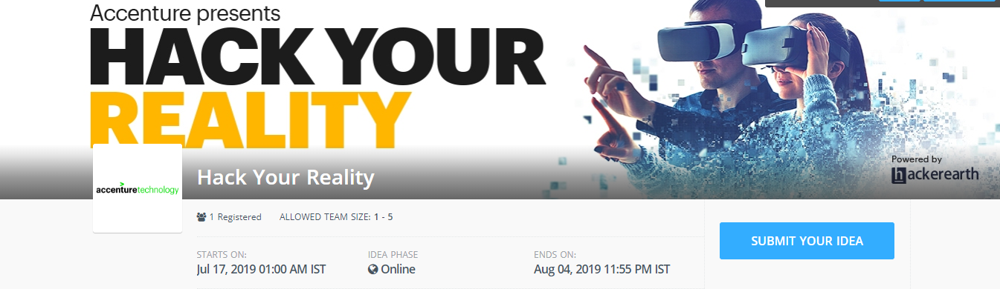 Accenture presents
HACK YOUR
REALITY
Powered by
hackerearth
Hack Your Reality
accenturetechnology
1 Registered ALLOWED TEAM SIZE: 1 - 5
SUBMIT YOUR IDEA
STARTS ON: IDEA PHASE ENDS ON:
Jul 17, 2019 01:00 AM IST Online Aug 04, 2019 11:55 PM IST